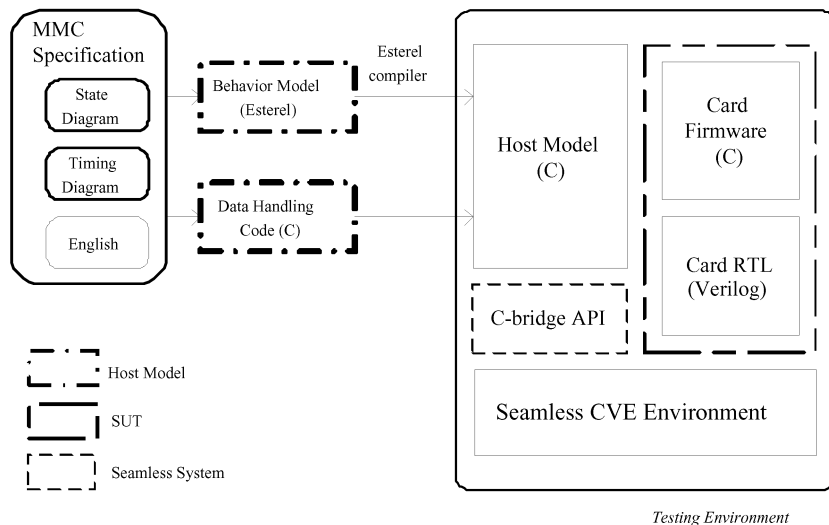 MMC
Specification
State
Diagram
Timing
Diagram
English
Behavior Model
(Esterel)
Data Handling
Code (C)
Esterel
compiler
Host Model
(C)
Card
Firmware
(C)
Card RTL
(Verilog)
C-bridge API
Seamless CVE Environment
Host Model
SUT
Seamless System
Testing Environment